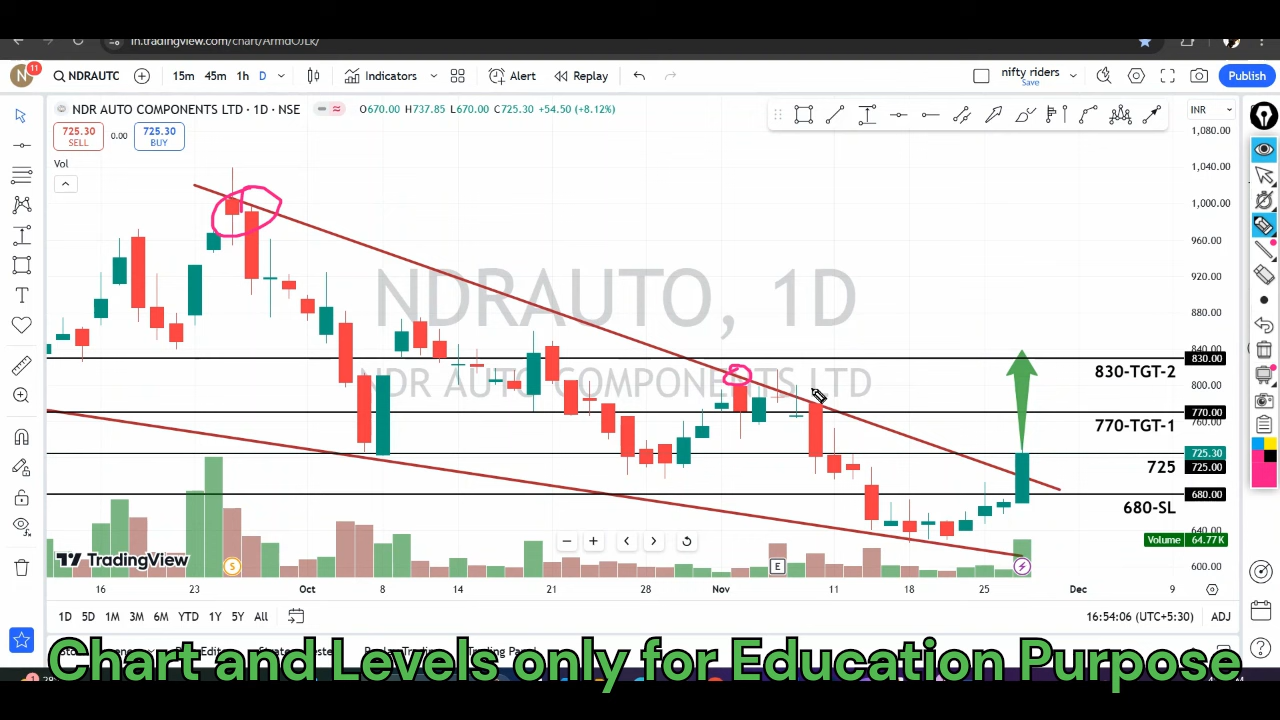 in.tradingview.com/chart/ArmdOJLk/
N 11 NDRAUTC 15m 45m 1h D Indicators Alert Replay nifty riders Save Publish
NDR AUTO COMPONENTS LTD · 1D · NSE O670.00 H737.85 L670.00 C725.30 +54.50 (+8.12%) INR
725.30 SELL 0.00 725.30 BUY
Vol
1,080.00
1,040.00
1,000.00
960.00
920.00
880.00
840.00
830.00
800.00
770.00
760.00
725.30
725.00
680.00
640.00
Volume 64.77K
600.00
NDRAUTO, 1D
NDR AUTO COMPONENTS LTD
830-TGT-2
770-TGT-1
725
680-SL
TradingView
S E
16 23 Oct 8 14 21 28 Nov 11 18 25 Dec 9
1D 5D 1M 3M 6M YTD 1Y 5Y All 16:54:06 (UTC+5:30) ADJ
Chart and Levels only for Education Purpose